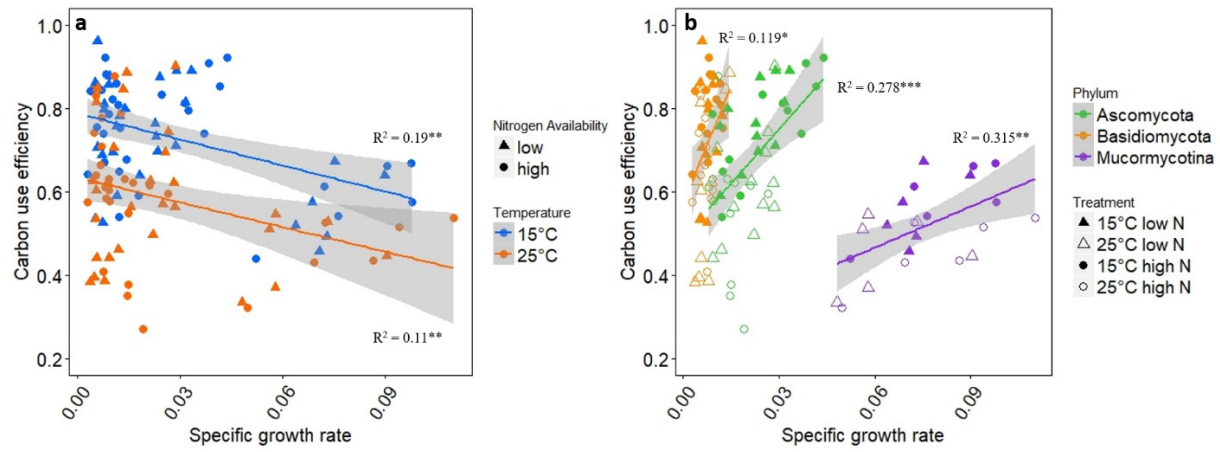 a
Carbon use efficiency
1.0
0.8
0.6
0.4
0.2
R² = 0.19**
R² = 0.11**
0.00
0.03
0.06
0.09
Specific growth rate
Nitrogen Availability
low
high
Temperature
15°C
25°C
b
Carbon use efficiency
1.0
0.8
0.6
0.4
0.2
R² = 0.119*
R² = 0.278***
R² = 0.315**
0.00
0.03
0.06
0.09
Specific growth rate
Phylum
Ascomycota
Basidiomycota
Mucormycotina
Treatment
15°C low N
25°C low N
15°C high N
25°C high N